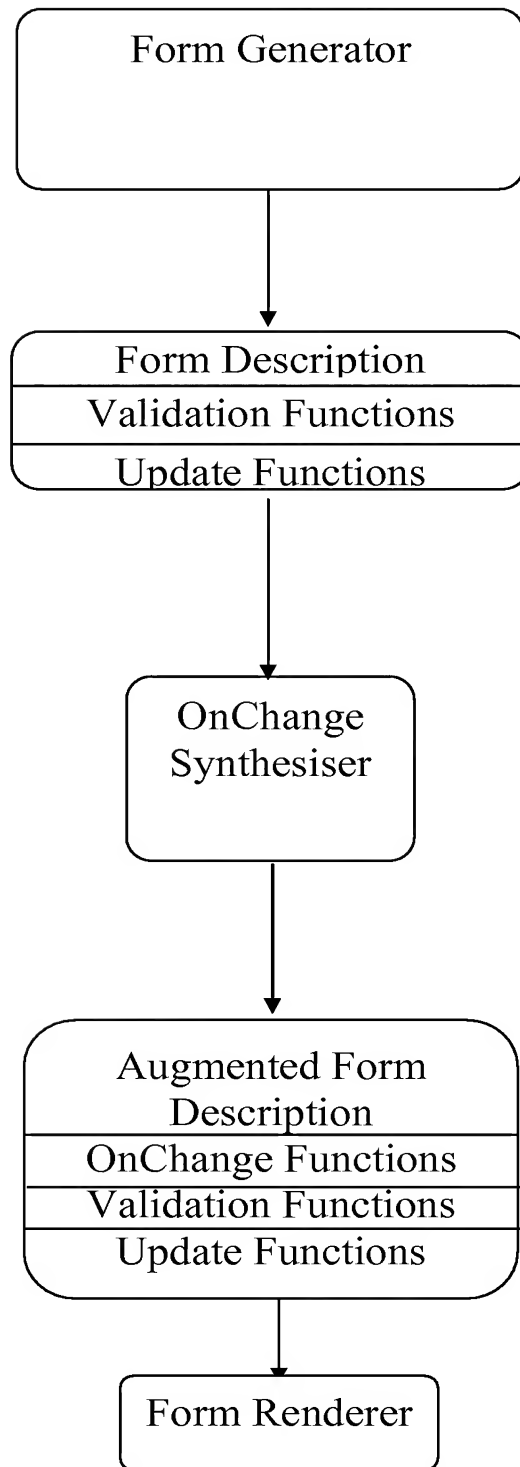 Form Generator
Form Description
Validation Functions
Update Functions
OnChange
Synthesiser
Augmented Form
Description
OnChange Functions
Validation Functions
Update Functions
Form Renderer